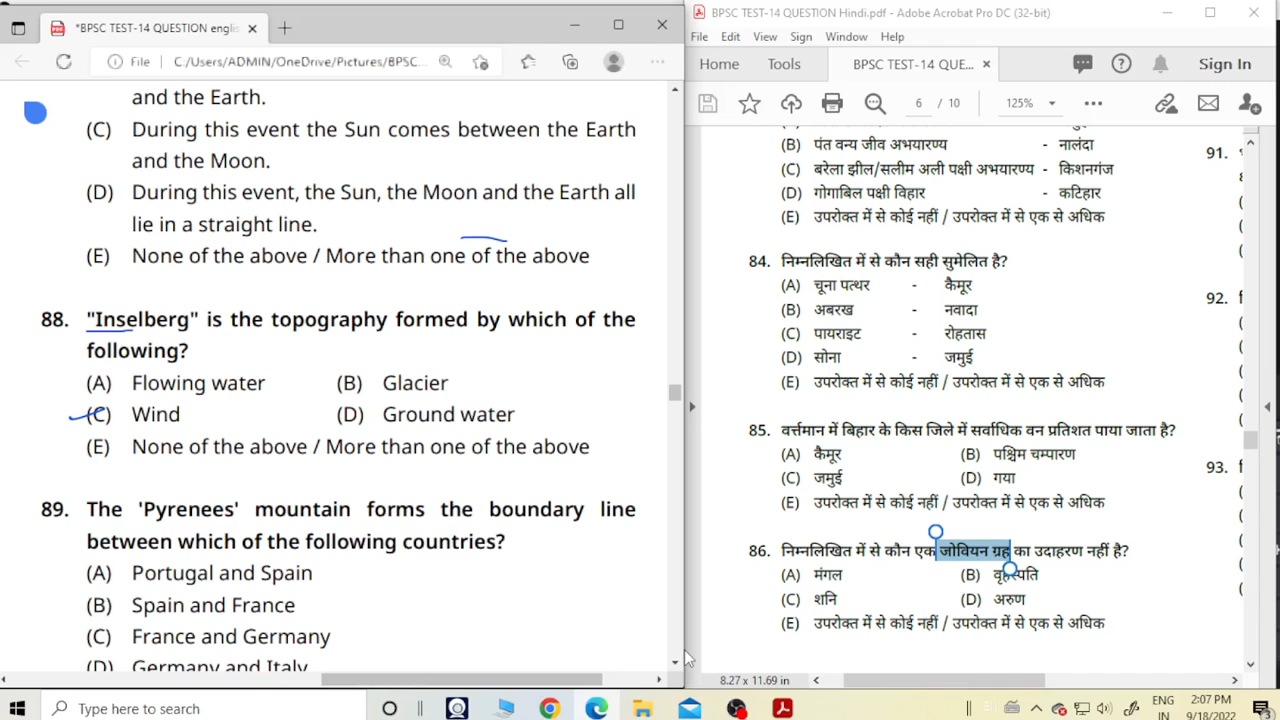 *BPSC TEST-14 QUESTION englis
File
C:/Users/ADMIN/OneDrive/Pictures/BPSC...
and the Earth.
(C) During this event the Sun comes between the Earth
and the Moon.
(D) During this event, the Sun, the Moon and the Earth all
lie in a straight line.
(E) None of the above / More than one of the above
88. "Inselberg" is the topography formed by which of the
following?
(A) Flowing water (B) Glacier
(C) Wind (D) Ground water
(E) None of the above / More than one of the above
89. The 'Pyrenees' mountain forms the boundary line
between which of the following countries?
(A) Portugal and Spain
(B) Spain and France
(C) France and Germany
(D) Germany and Italy
BPSC TEST-14 QUESTION Hindi.pdf - Adobe Acrobat Pro DC (32-bit)
File Edit View Sign Window Help
Home Tools BPSC TEST-14 QUE... Sign In
6 / 10 125%
(B) पंत वन्य जीव अभयारण्य - नालंदा
(C) बरेला झील/सलीम अली पक्षी अभयारण्य - किशनगंज
(D) गोगाबिल पक्षी विहार - कटिहार
(E) उपरोक्त में से कोई नहीं / उपरोक्त में से एक से अधिक
84. निम्नलिखित में से कौन सही सुमेलित है?
(A) चूना पत्थर - कैमूर
(B) अबरख - नवादा
(C) पायराइट - रोहतास
(D) सोना - जमुई
(E) उपरोक्त में से कोई नहीं / उपरोक्त में से एक से अधिक
85. वर्त्तमान में बिहार के किस जिले में सर्वाधिक वन प्रतिशत पाया जाता है?
(A) कैमूर (B) पश्चिम चम्पारण
(C) जमुई (D) गया
(E) उपरोक्त में से कोई नहीं / उपरोक्त में से एक से अधिक
86. निम्नलिखित में से कौन एक जोवियन ग्रह का उदाहरण नहीं है?
(A) मंगल (B) वृहस्पति
(C) शनि (D) अरुण
(E) उपरोक्त में से कोई नहीं / उपरोक्त में से एक से अधिक
91.
92.
93.
8.27 x 11.69 in
Type here to search
ENG
IN
2:07 PM
9/18/2022